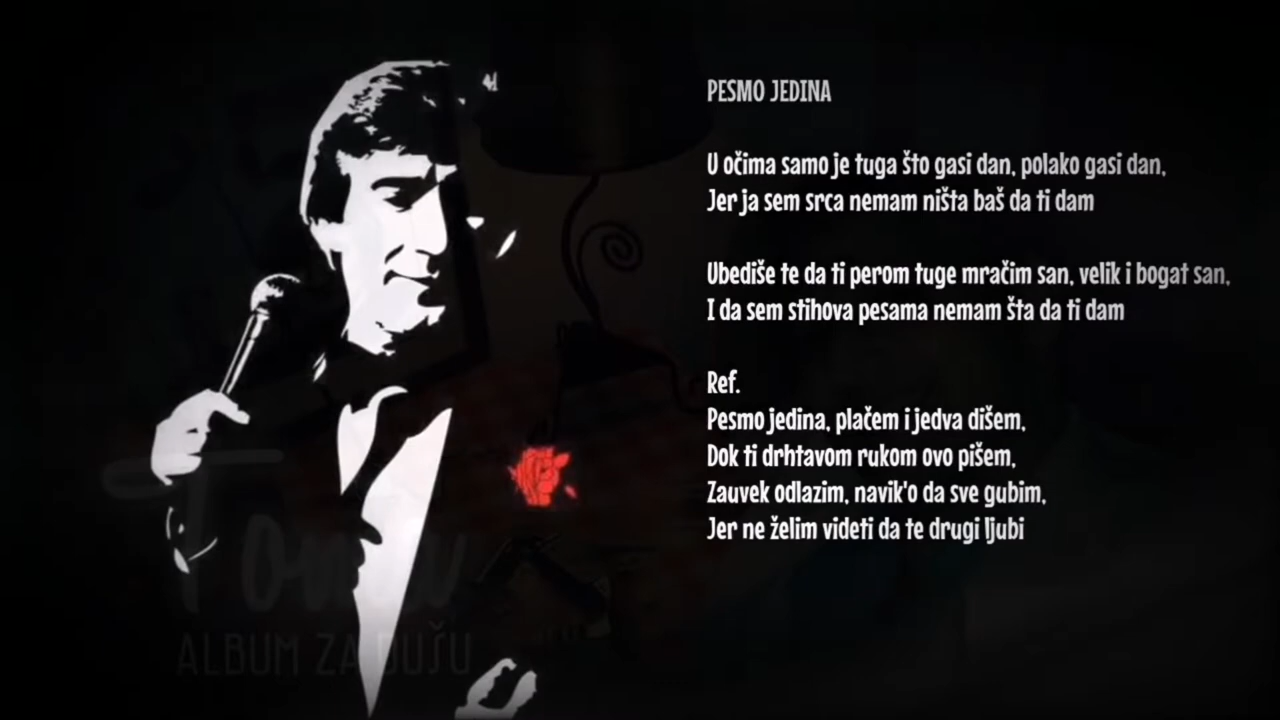 PESMO JEDINA
U očima samo je tuga što gasi dan, polako gasi dan,
Jer ja sem srca nemam ništa baš da ti dam
Ubediše te da ti perom tuge mračim san, velik i bogat san,
I da sem stihova pesama nemam šta da ti dam
Ref.
Pesmo jedina, plačem i jedva dišem,
Dok ti drhtavom rukom ovo pišem,
Zauvek odlazim, navik'o da sve gubim,
Jer ne želim videti da te drugi ljubi
Toma
ALBUM ZA DUŠU